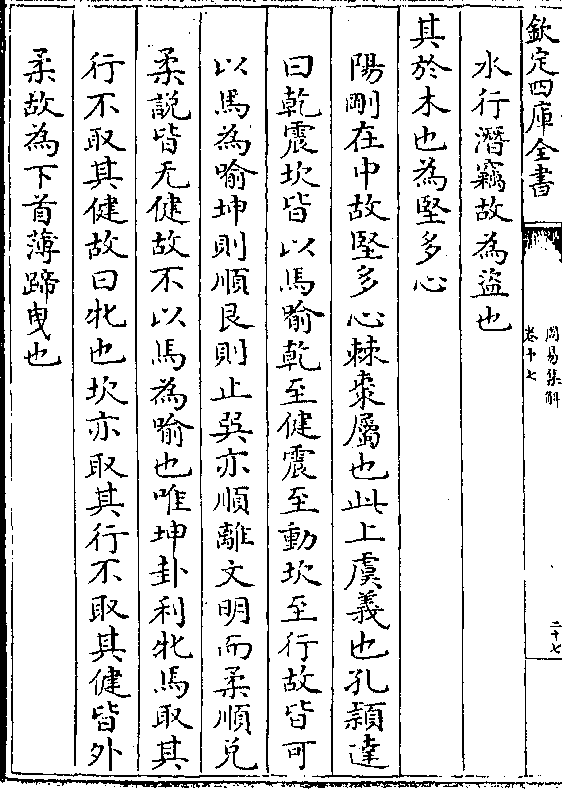 欽定四庫全書
周易集解
卷十七
二十七
水行潛竊故為盜也
其於木也為堅多心
陽剛在中故堅多心棘棗屬也此上虞義也孔穎達
曰乾震坎皆以馬喻乾至健震至動坎至行故皆可
以馬為喻坤則順艮則止巽亦順離文明而柔順兌
柔説皆无健故不以馬為喻也唯坤卦利牝馬取其
行不取其健故曰牝也坎亦取其行不取其健皆外
柔故為下首薄蹄曳也